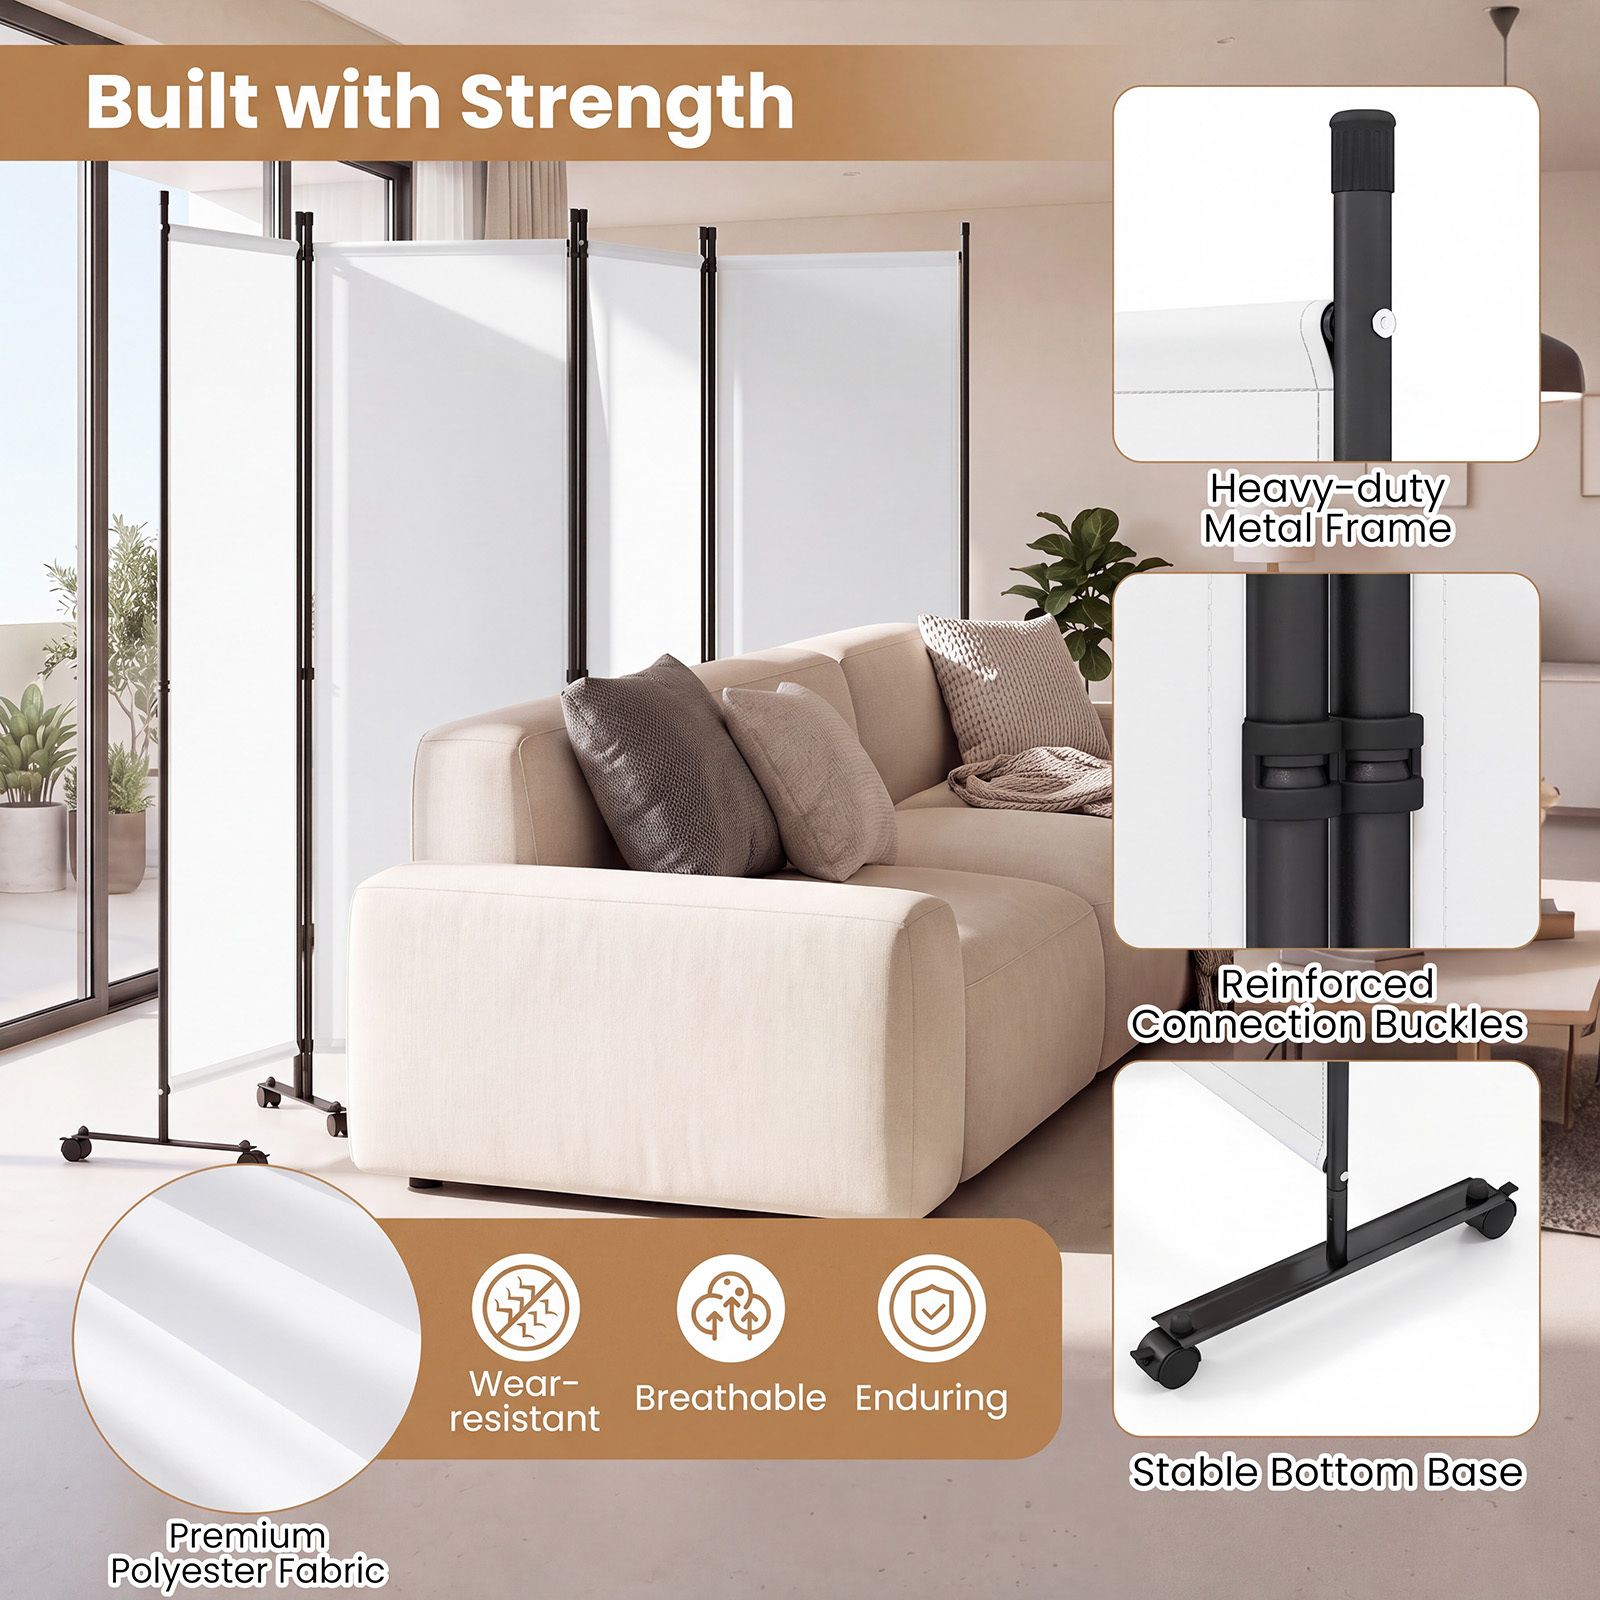 Built with Strength
Heavy-duty
Metal Frame
Reinforced
Connection Buckles
Stable Bottom Base
Wear-
resistant
Breathable
Enduring
Premium
Polyester Fabric